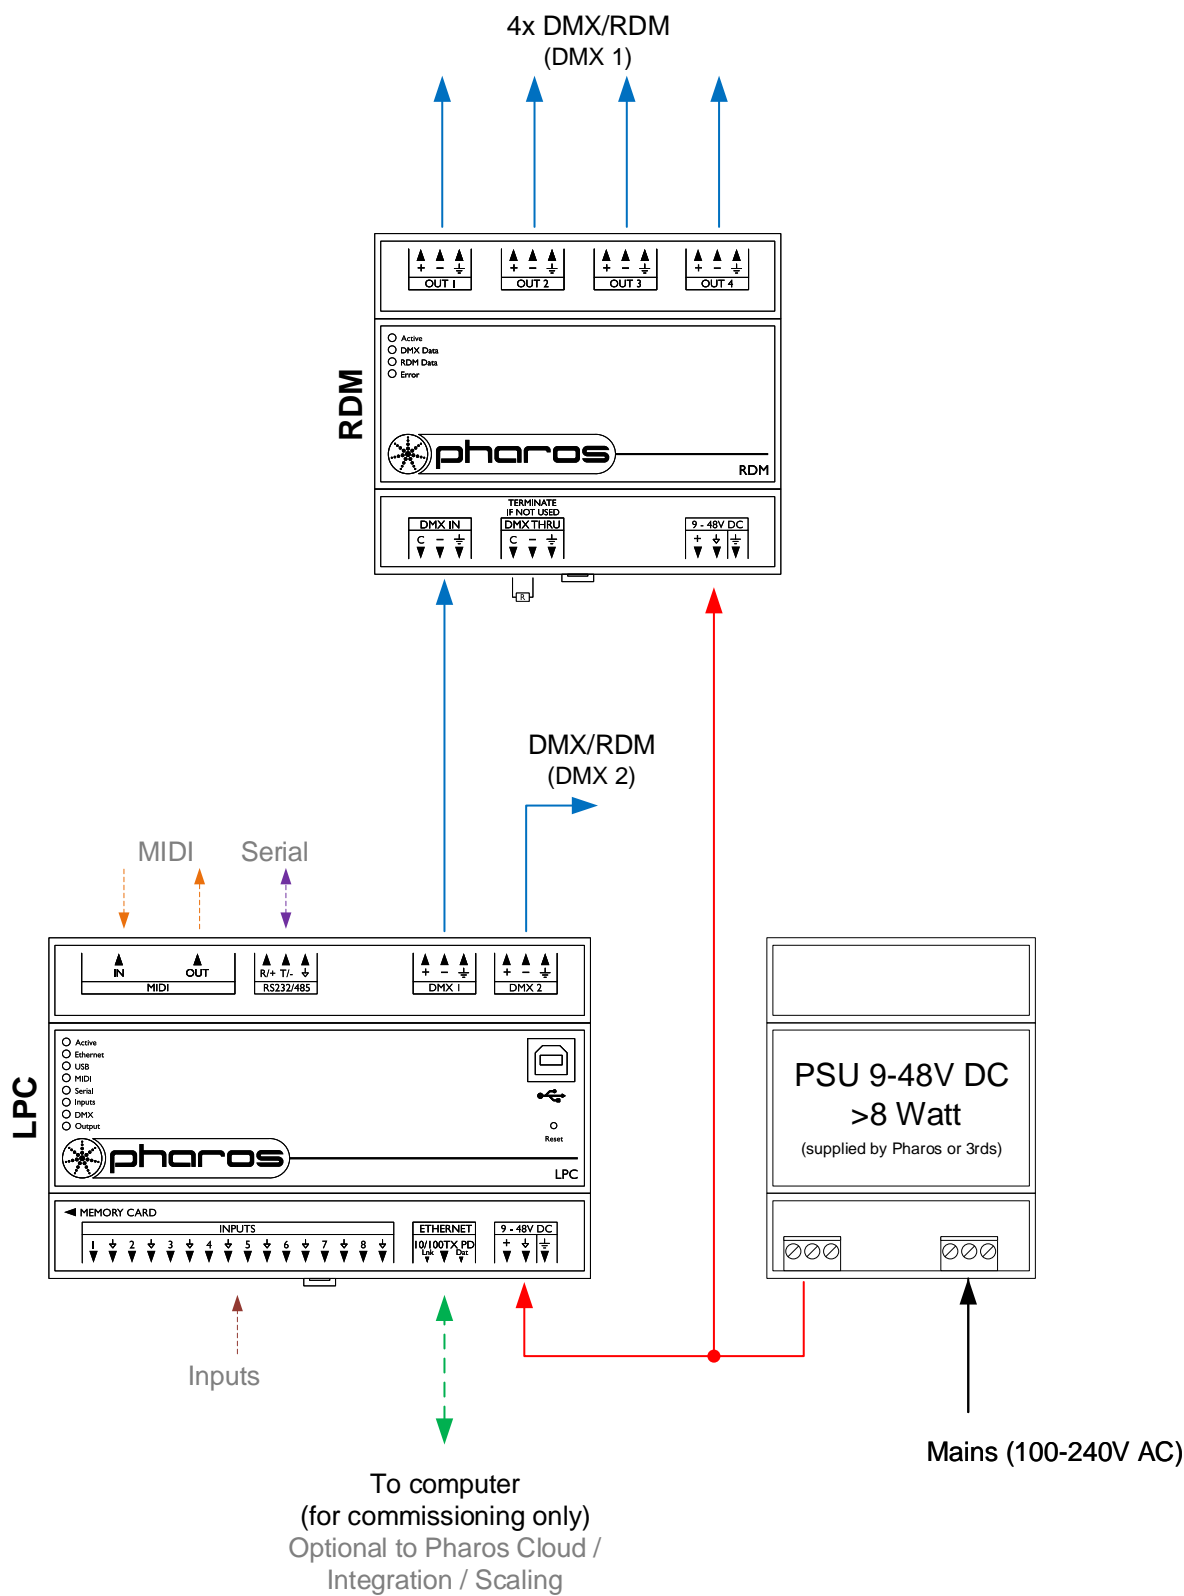 4x DMX/RDM
(DMX 1)
+ −
OUT 1
+ −
OUT 2
+ −
OUT 3
+ −
OUT 4
Active
DMX Data
RDM Data
Error
RDM
pharos
RDM
TERMINATE
IF NOT USED
DMX IN
DMX THRU
9 - 48V DC
C −
C −
+
R
DMX/RDM
(DMX 2)
MIDI
Serial
IN
OUT
MIDI
R/+ T/-
RS232/485
+ −
DMX 1
+ −
DMX 2
Active
Ethernet
USB
MIDI
Serial
Inputs
DMX
Output
Reset
LPC
pharos
LPC
PSU 9-48V DC
>8 Watt
(supplied by Pharos or 3rds)
MEMORY CARD
INPUTS
1 2 3 4 5 6 7 8
ETHERNET
10/100TX PD
Lnk Dat
9 - 48V DC
+
Inputs
Mains (100-240V AC)
To computer
(for commissioning only)
Optional to Pharos Cloud /
Integration / Scaling